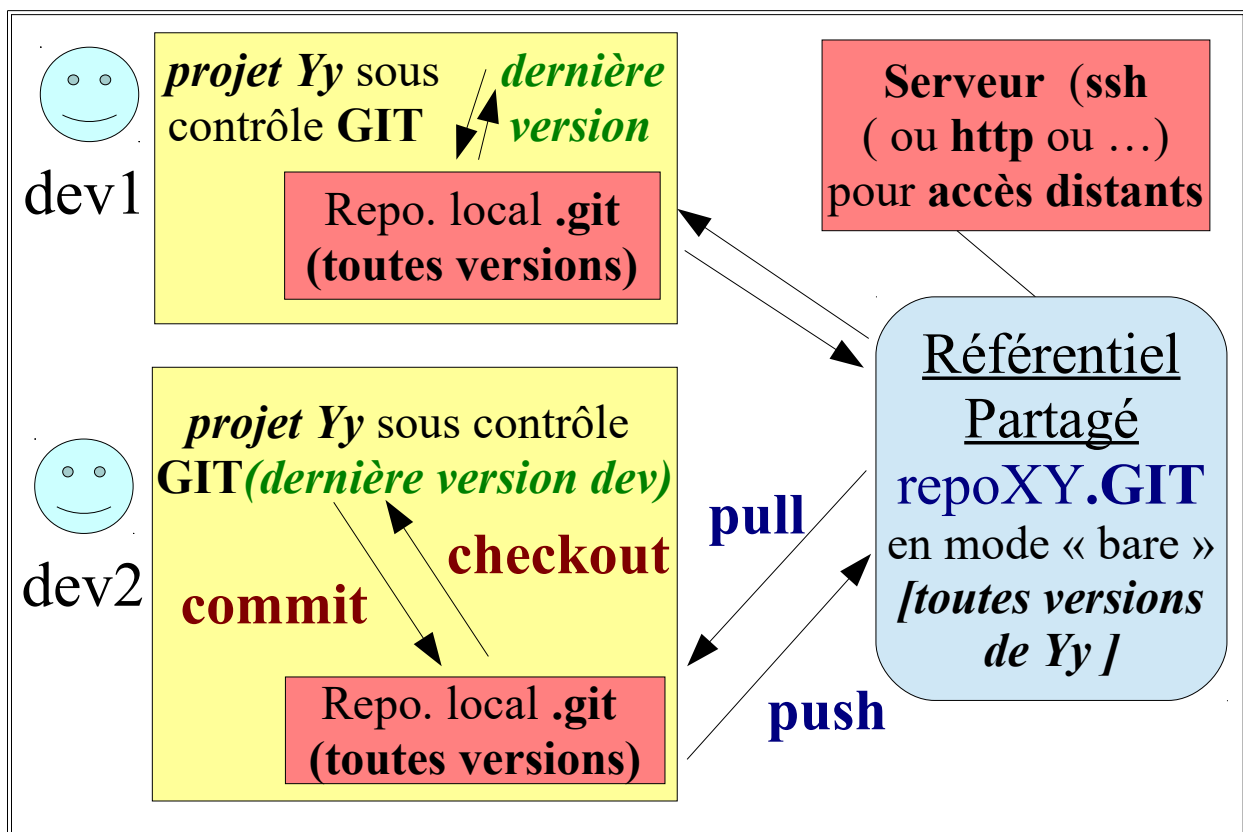 projet Yy sous
contrôle GIT
dernière
version
dev1
Repo. local .git
(toutes versions)
Serveur (ssh
( ou http ou …)
pour accès distants
projet Yy sous contrôle
GIT(dernière version dev)
dev2
commit
checkout
Repo. local .git
(toutes versions)
pull
push
Référentiel
Partagé
repoXY.GIT
en mode « bare »
[toutes versions
de Yy ]